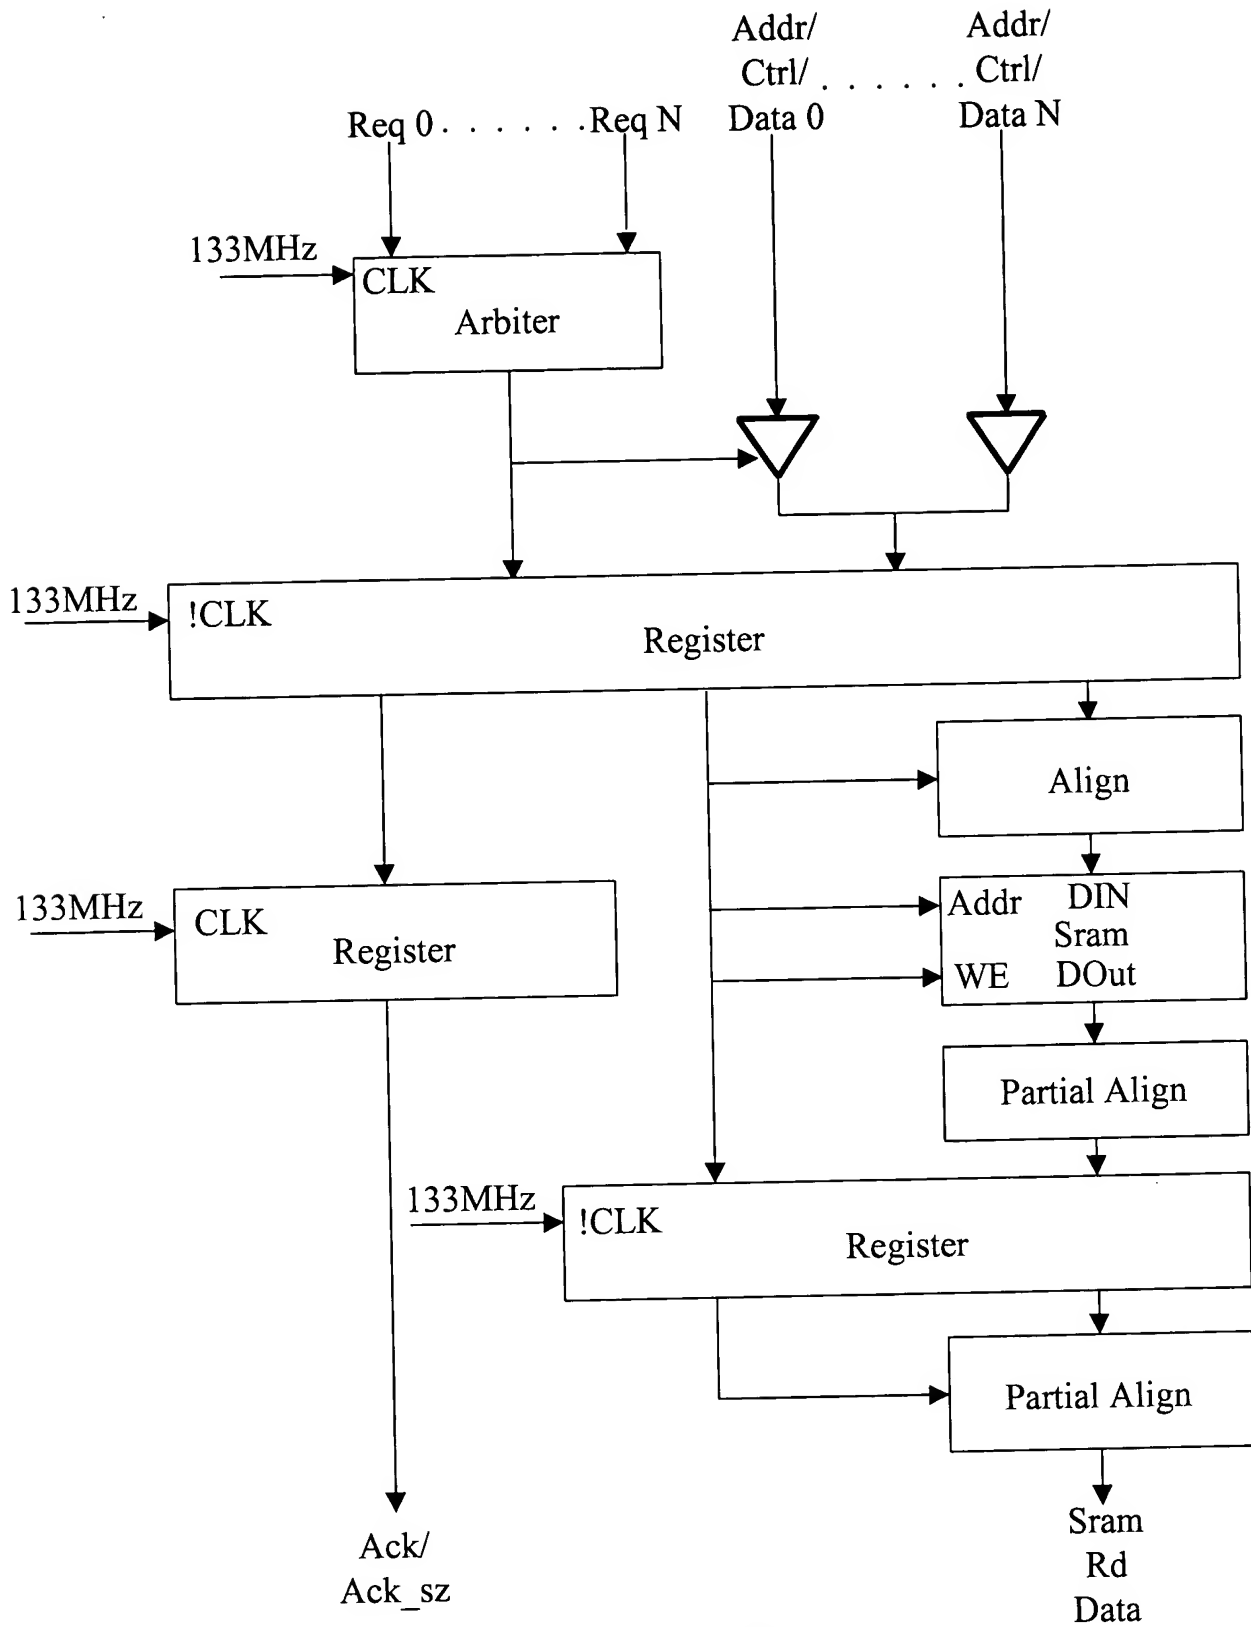 Addr/
Ctrl/
Data 0
. . . . . .
Addr/
Ctrl/
Data N
Req 0 . . . . . . Req N
133MHz
CLK
Arbiter
133MHz
!CLK
Register
Align
133MHz
CLK
Register
Addr DIN
Sram
WE DOut
Partial Align
133MHz
!CLK
Register
Partial Align
Ack/
Ack_sz
Sram
Rd
Data